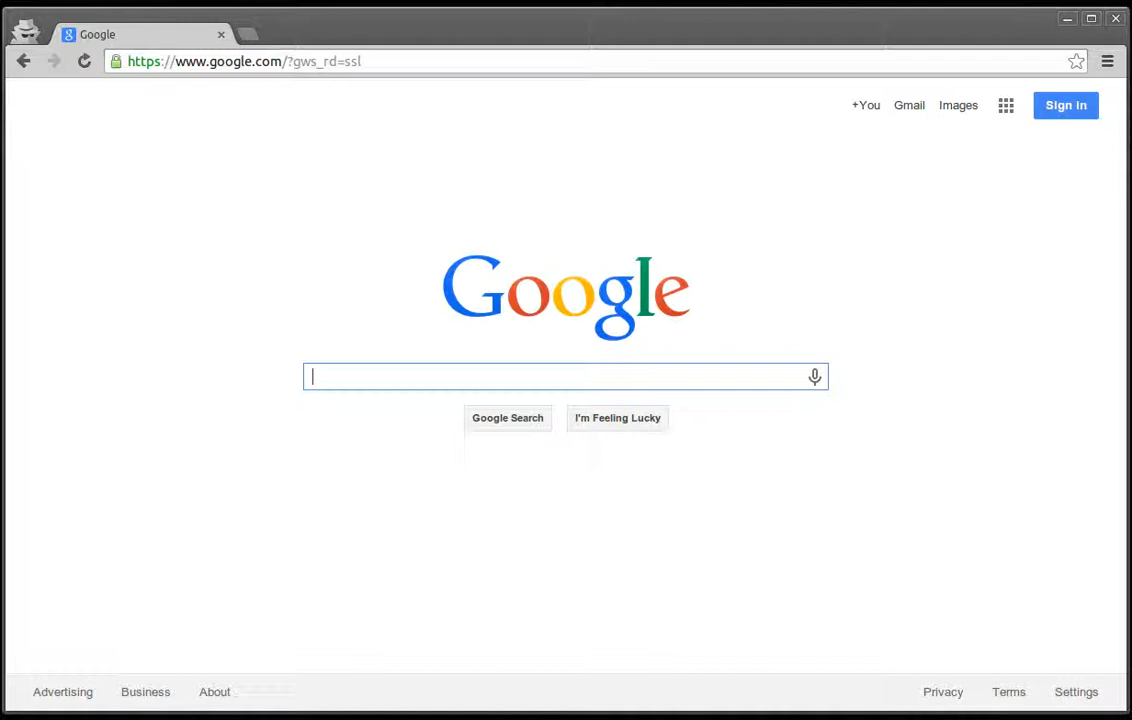 Google
https://www.google.com/?gws_rd=ssl
+You Gmail Images Sign in
Google
Google Search I'm Feeling Lucky
Advertising Business About Privacy Terms Settings